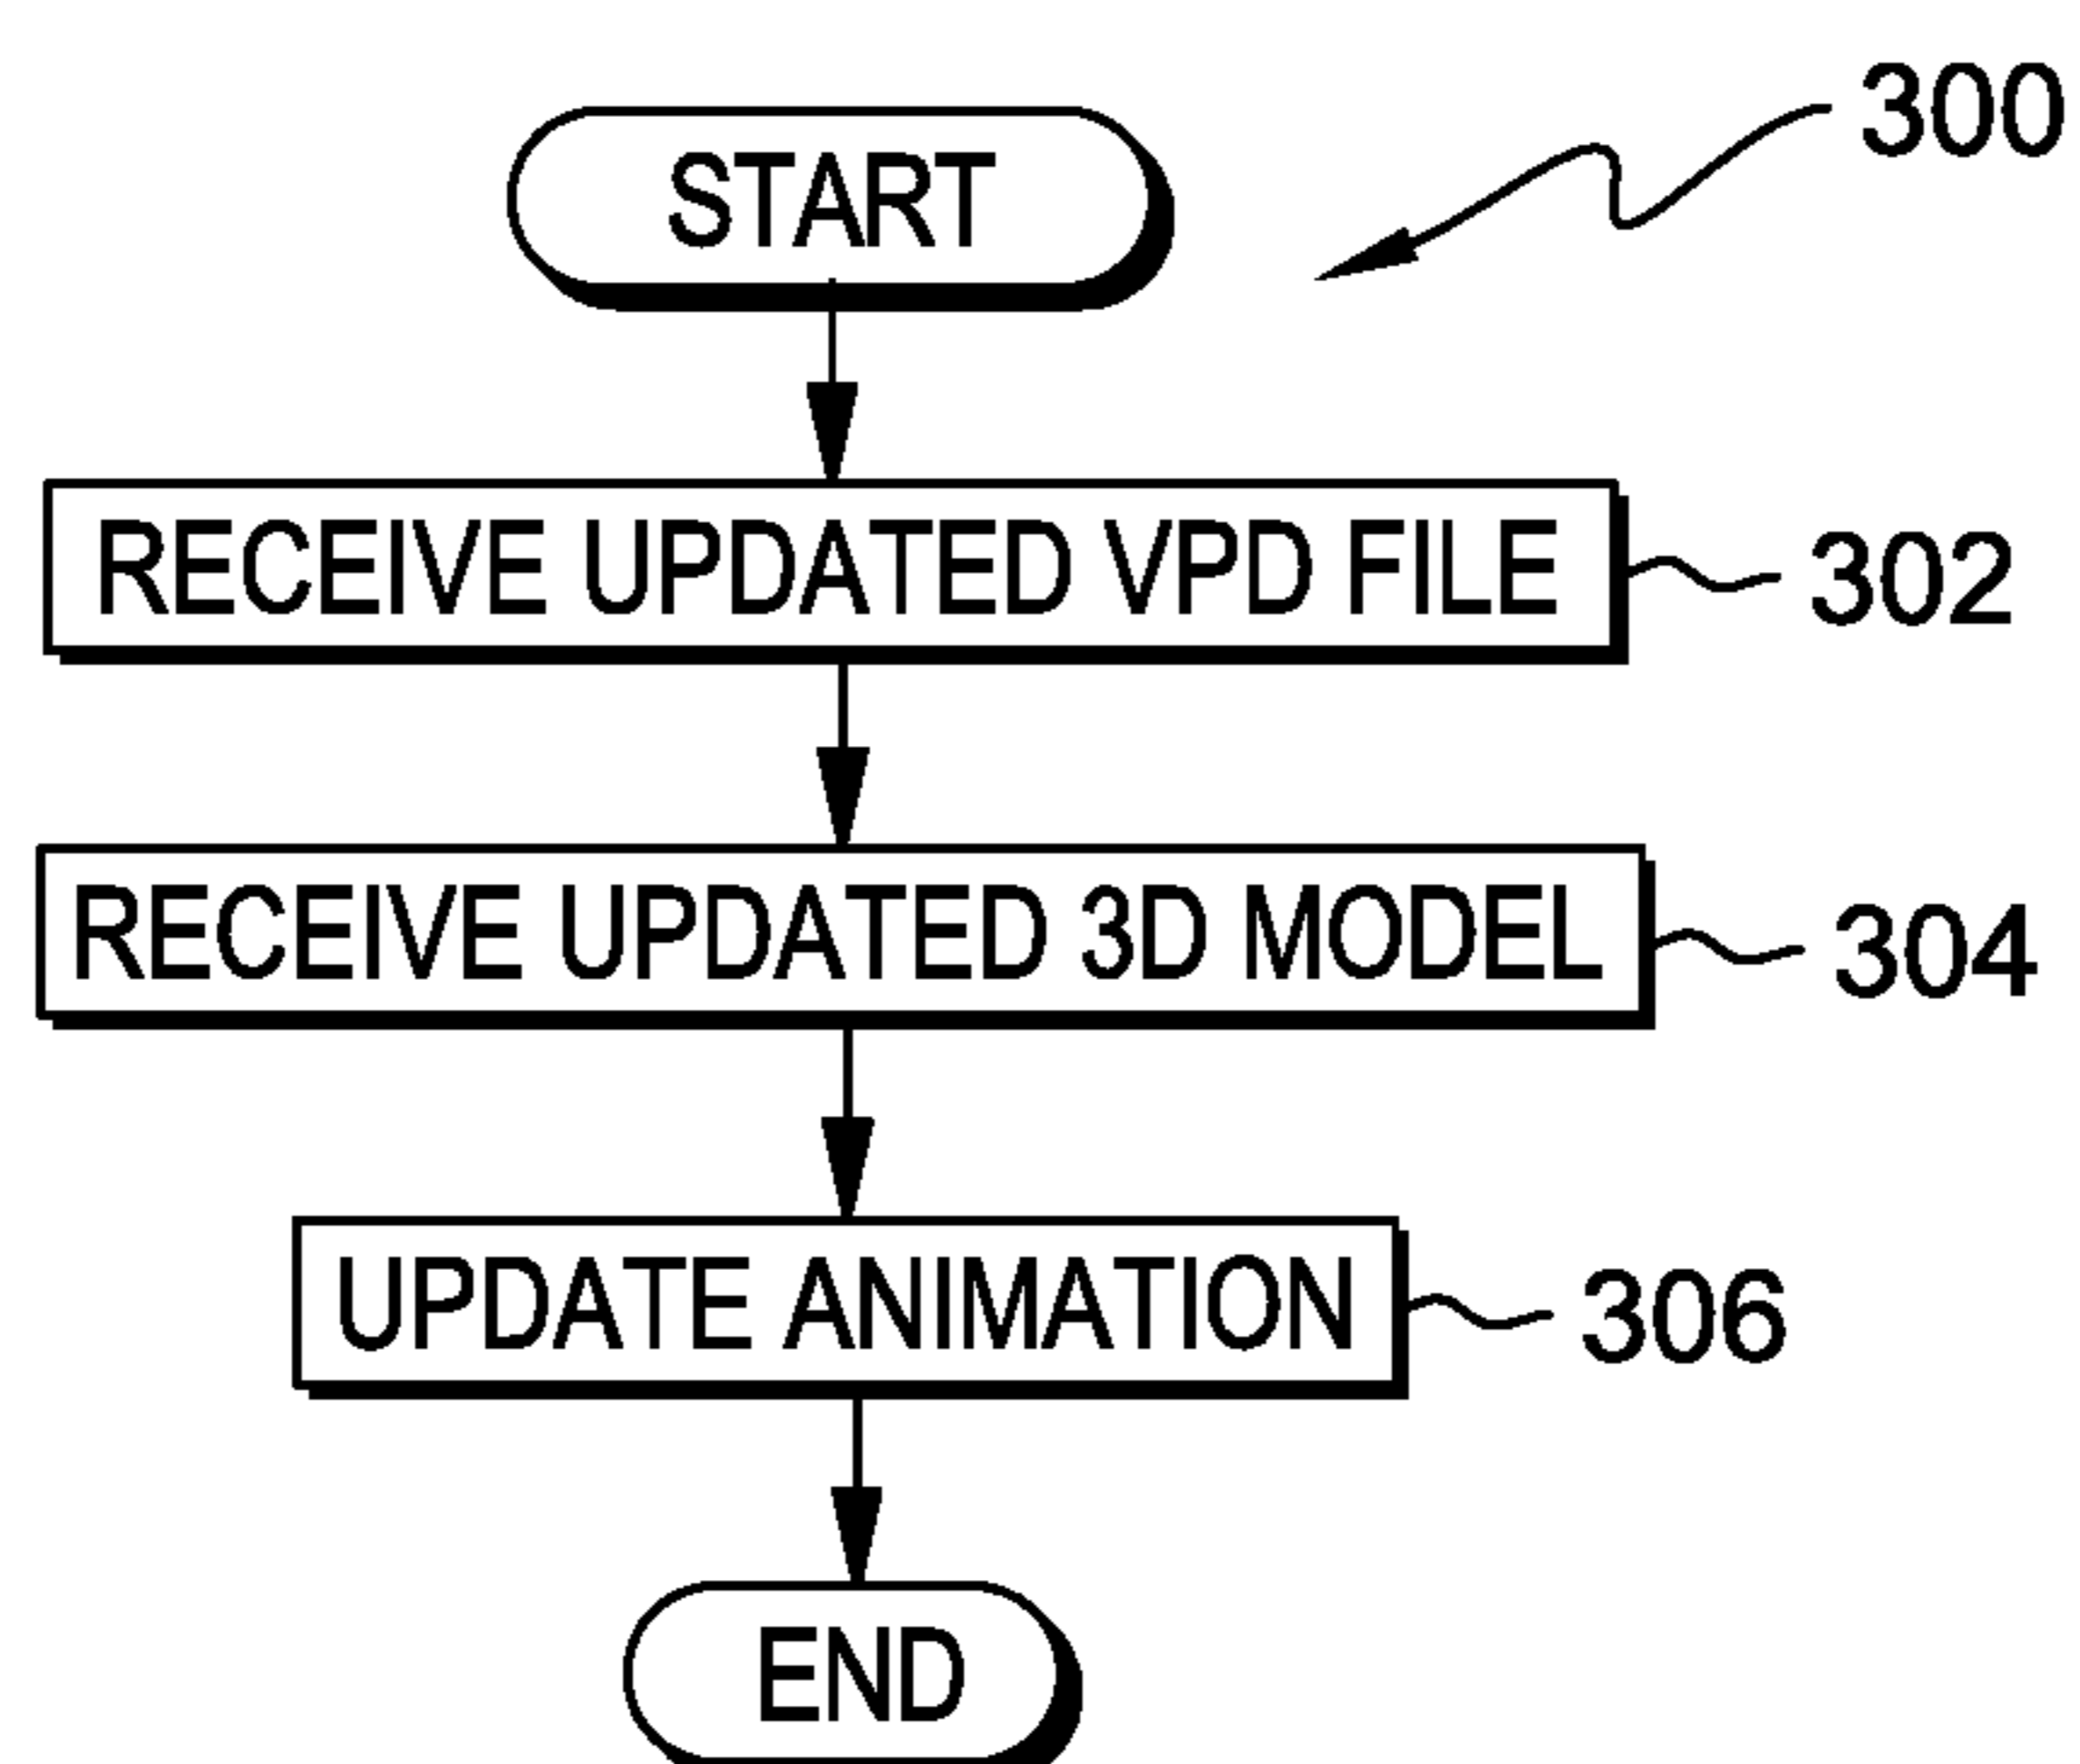 300
START
RECEIVE UPDATED VPD FILE
302
RECEIVE UPDATED 3D MODEL
304
UPDATE ANIMATION
306
END